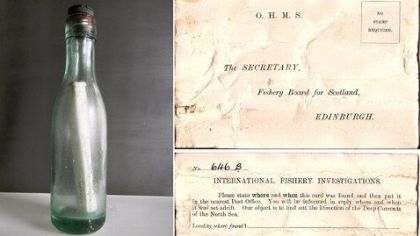 O. H. M. S.
NO
STAMP
REQUIRED.
The SECRETARY,
Fishery Board for Scotland,
EDINBURGH.
No. 646 B
INTERNATIONAL FISHERY INVESTIGATIONS.
Please state where and when this card was found, and then put it
in the nearest Post Office. You will be informed in reply where and when
it was set adrift. Our object is to find out the Direction of the Deep Currents
of the North Sea.
Locality where found